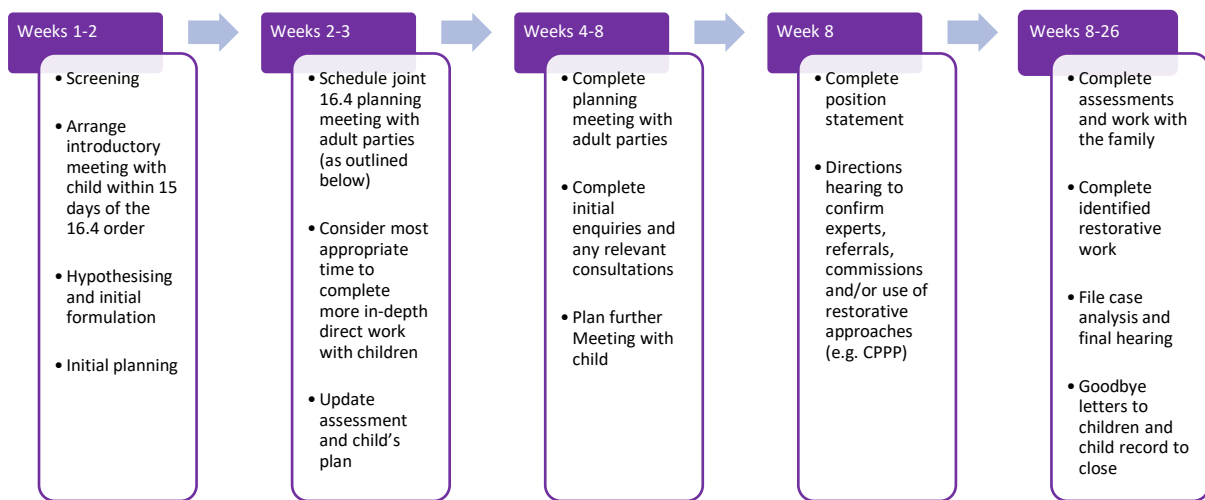 Weeks 1-2
• Screening
• Arrange
introductory
meeting with
child within 15
days of the
16.4 order
• Hypothesising
and initial
formulation
• Initial planning
Weeks 2-3
• Schedule joint
16.4 planning
meeting with
adult parties
(as outlined
below)
• Consider most
appropriate
time to
complete
more in-depth
direct work
with children
• Update
assessment
and child's
plan
Weeks 4-8
• Complete
planning
meeting with
adult parties
• Complete
initial
enquiries and
any relevant
consultations
• Plan further
Meeting with
child
Week 8
• Complete
position
statement
• Directions
hearing to
confirm
experts,
referrals,
commissions
and/or use of
restorative
approaches
(e.g. CPPP)
Weeks 8-26
• Complete
assessments
and work with
the family
• Complete
identified
restorative
work
• File case
analysis and
final hearing
• Goodbye
letters to
children and
child record to
close